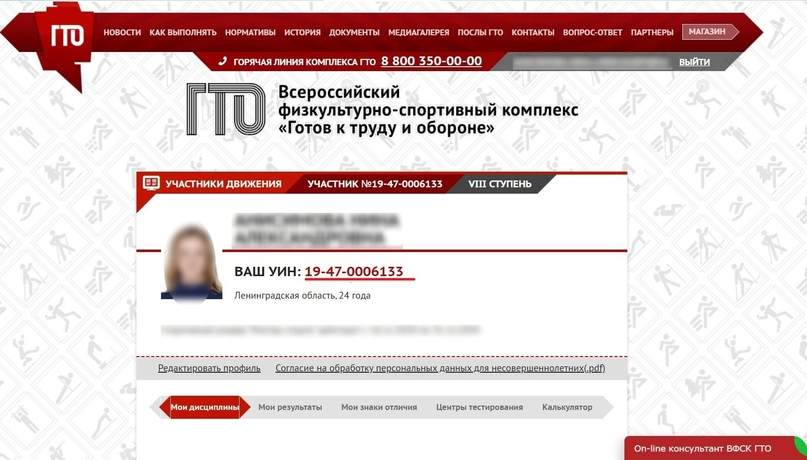 ГТО
НОВОСТИ КАК ВЫПОЛНЯТЬ НОРМАТИВЫ ИСТОРИЯ ДОКУМЕНТЫ МЕДИАГАЛЕРЕЯ ПОСЛЫ ГТО КОНТАКТЫ ВОПРОС-ОТВЕТ ПАРТНЕРЫ МАГАЗИН
ГОРЯЧАЯ ЛИНИЯ КОМПЛЕКСА ГТО 8 800 350-00-00 ВЫЙТИ
ГТО
Всероссийский
физкультурно-спортивный комплекс
«Готов к труду и обороне»
УЧАСТНИКИ ДВИЖЕНИЯ УЧАСТНИК №19-47-0006133 VIII СТУПЕНЬ
ВАШ УИН: 19-47-0006133
Ленинградская область, 24 года
Редактировать профиль Согласие на обработку персональных данных для несовершеннолетних(.pdf)
Мои дисциплины Мои результаты Мои знаки отличия Центры тестирования Калькулятор
On-line консультант ВФСК ГТО